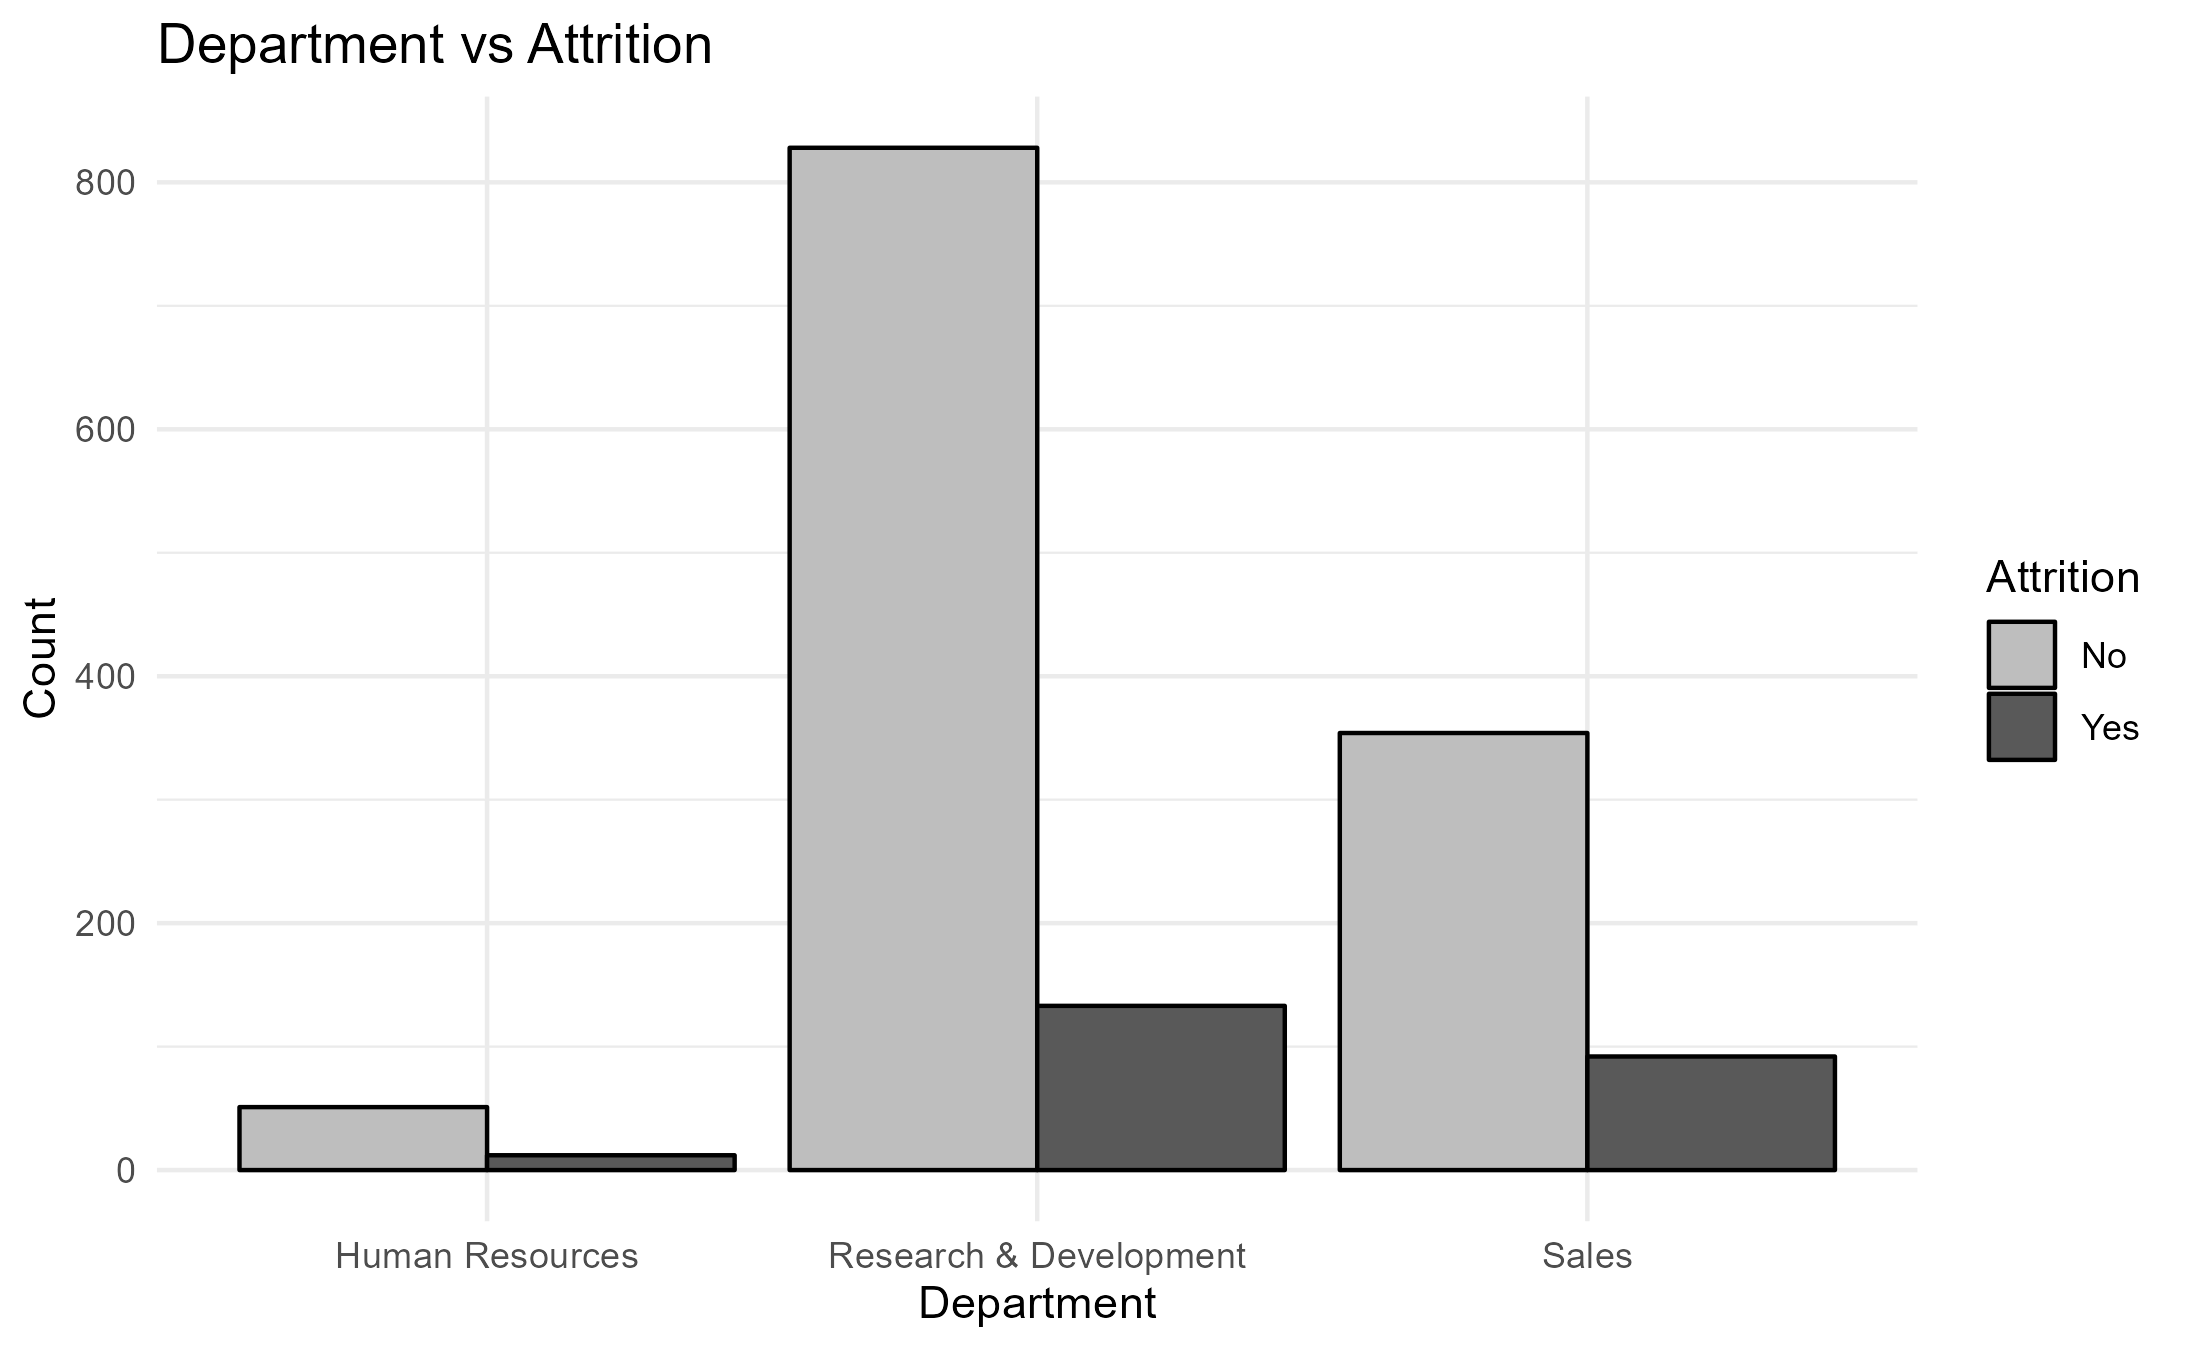 Department vs Attrition
800
600
400
200
0
Count
Human Resources
Research & Development
Sales
Department
Attrition
No
Yes